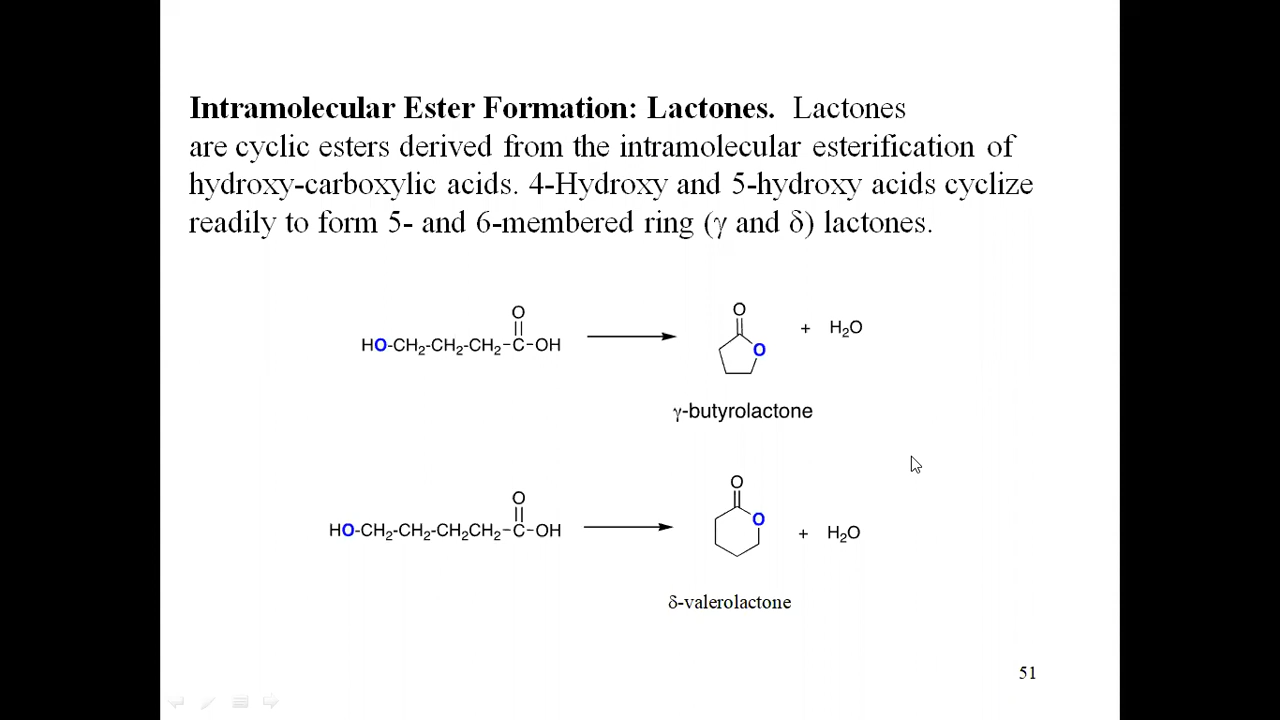 Intramolecular Ester Formation: Lactones. Lactones
are cyclic esters derived from the intramolecular esterification of
hydroxy-carboxylic acids. 4-Hydroxy and 5-hydroxy acids cyclize
readily to form 5- and 6-membered ring (γ and δ) lactones.
O
HO-CH₂-CH₂-CH₂-C-OH
O
O
+ H₂O
γ-butyrolactone
O
HO-CH₂-CH₂-CH₂CH₂-C-OH
O
O
+ H₂O
δ-valerolactone
51